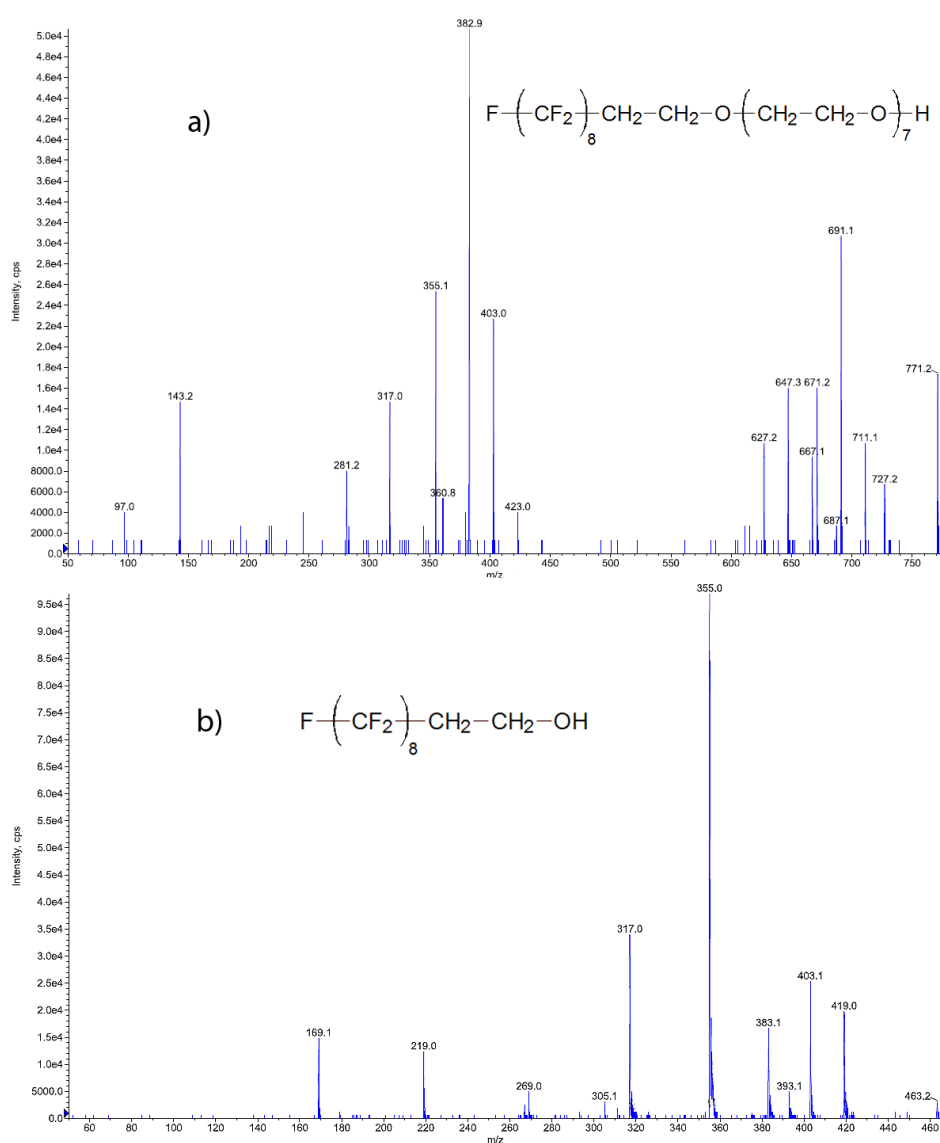 382.9
5.0e4
4.8e4
4.6e4
4.4e4
4.2e4
4.0e4
3.8e4
3.6e4
3.4e4
3.2e4
3.0e4
2.8e4
2.6e4
2.4e4
2.2e4
2.0e4
1.8e4
1.6e4
1.4e4
1.2e4
1.0e4
8000.0
6000.0
4000.0
2000.0
0.0
Intensity, cps
a)
F(CF2)8CH2-CH2-O(CH2-CH2-O)7H
691.1
355.1
403.0
771.2
143.2
317.0
647.3
671.2
627.2
711.1
667.1
281.2
727.2
360.8
687.1
97.0
423.0
50 100 150 200 250 300 350 400 450 500 550 600 650 700 750
m/z
355.0
9.5e4
9.0e4
8.5e4
8.0e4
7.5e4
7.0e4
6.5e4
6.0e4
5.5e4
5.0e4
4.5e4
4.0e4
3.5e4
3.0e4
2.5e4
2.0e4
1.5e4
1.0e4
5000.0
0.0
Intensity, cps
b)
F(CF2)8CH2-CH2-OH
317.0
403.1
419.0
383.1
169.1
219.0
269.0
393.1
305.1
463.2
60 80 100 120 140 160 180 200 220 240 260 280 300 320 340 360 380 400 420 440 460
m/z